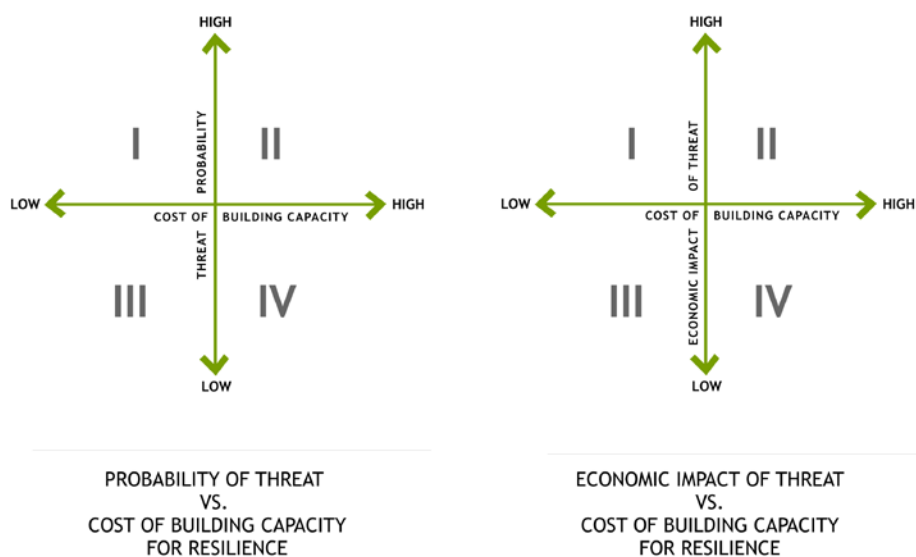 HIGH
I
II
THREAT PROBABILITY
LOW
COST OF BUILDING CAPACITY
HIGH
III
IV
LOW
PROBABILITY OF THREAT
VS.
COST OF BUILDING CAPACITY
FOR RESILIENCE
HIGH
I
II
ECONOMIC IMPACT OF THREAT
LOW
COST OF BUILDING CAPACITY
HIGH
III
IV
LOW
ECONOMIC IMPACT OF THREAT
VS.
COST OF BUILDING CAPACITY
FOR RESILIENCE